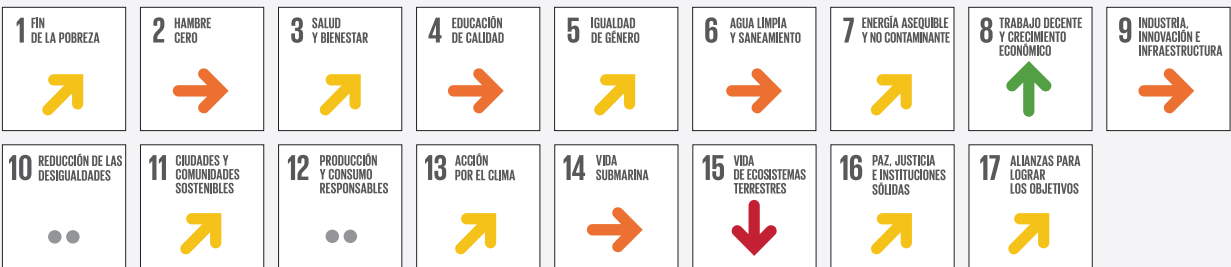 1 FIN
DE LA POBREZA
2 HAMBRE
CERO
3 SALUD
Y BIENESTAR
4 EDUCACIÓN
DE CALIDAD
5 IGUALDAD
DE GÉNERO
6 AGUA LIMPIA
Y SANEAMIENTO
7 ENERGÍA ASEQUIBLE
Y NO CONTAMINANTE
8 TRABAJO DECENTE
Y CRECIMIENTO
ECONÓMICO
9 INDUSTRIA,
INNOVACIÓN E
INFRAESTRUCTURA
10 REDUCCIÓN DE LAS
DESIGUALDADES
11 CIUDADES Y
COMUNIDADES
SOSTENIBLES
12 PRODUCCIÓN
Y CONSUMO
RESPONSABLES
13 ACCIÓN
POR EL CLIMA
14 VIDA
SUBMARINA
15 VIDA
DE ECOSISTEMAS
TERRESTRES
16 PAZ, JUSTICIA
E INSTITUCIONES
SÓLIDAS
17 ALIANZAS PARA
LOGRAR
LOS OBJETIVOS